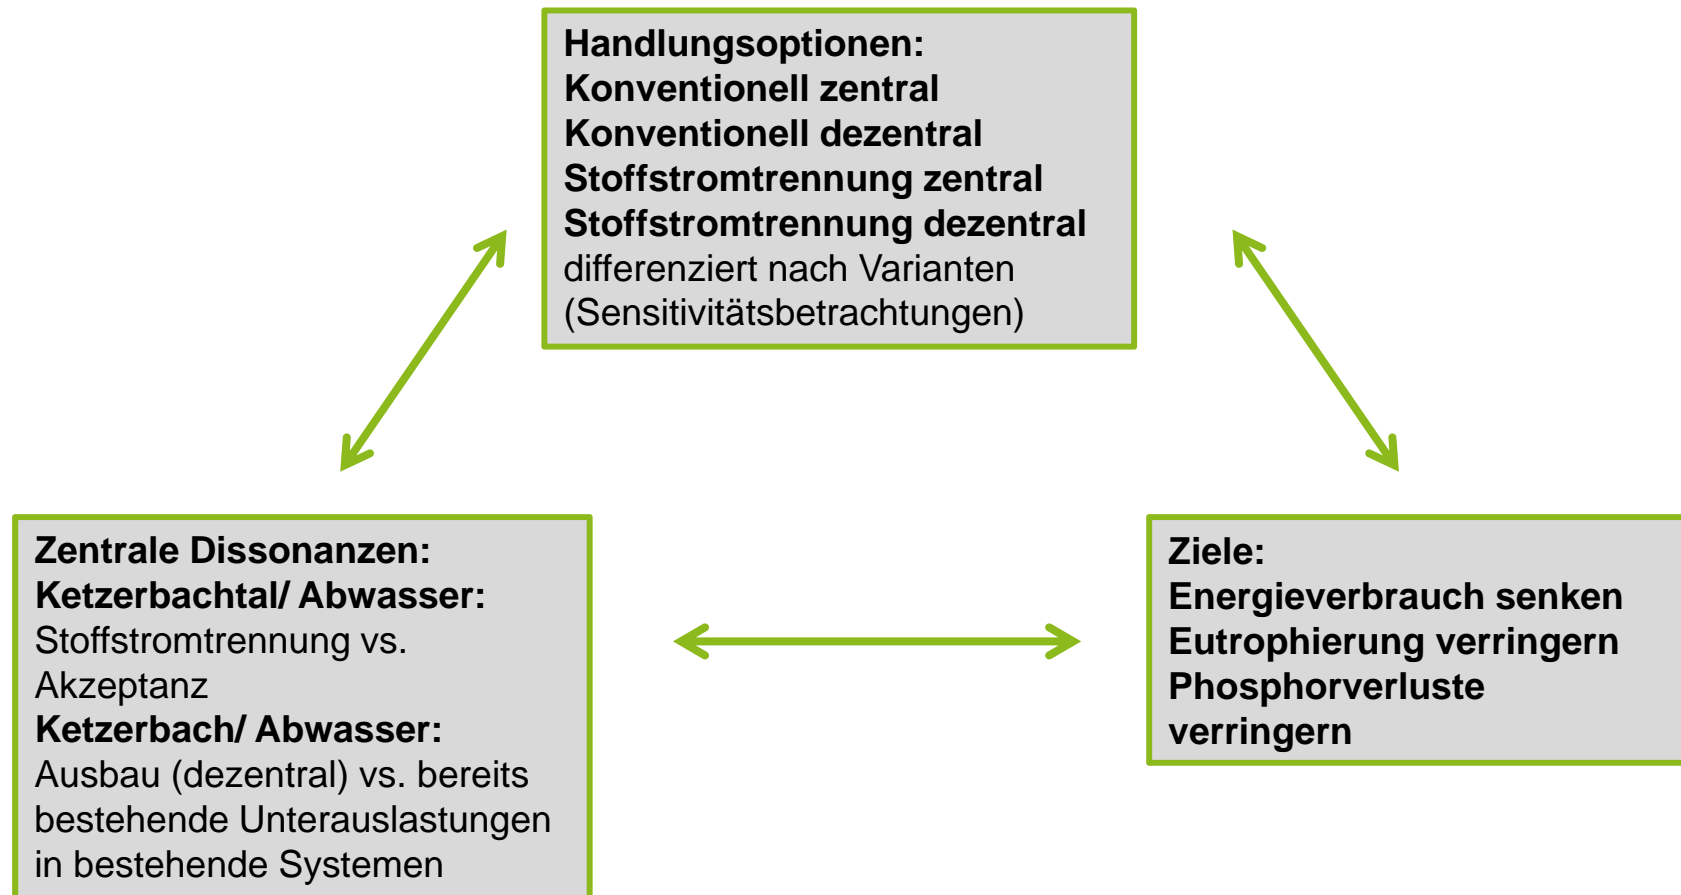 Handlungsoptionen:
Konventionell zentral
Konventionell dezentral
Stoffstromtrennung zentral
Stoffstromtrennung dezentral
differenziert nach Varianten
(Sensitivitätsbetrachtungen)
Zentrale Dissonanzen:
Ketzerbachtal/ Abwasser:
Stoffstromtrennung vs.
Akzeptanz
Ketzerbach/ Abwasser:
Ausbau (dezentral) vs. bereits
bestehende Unterauslastungen
in bestehende Systemen
Ziele:
Energieverbrauch senken
Eutrophierung verringern
Phosphorverluste
verringern